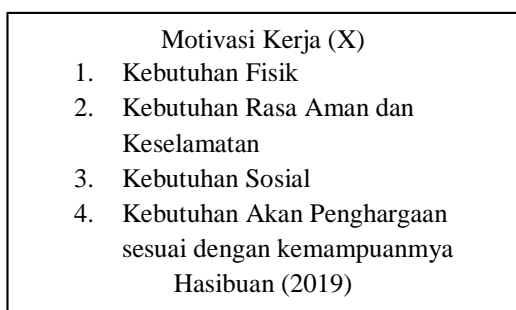 Motivasi Kerja (X)
1. Kebutuhan Fisik
2. Kebutuhan Rasa Aman dan
Keselamatan
3. Kebutuhan Sosial
4. Kebutuhan Akan Penghargaan
sesuai dengan kemampuanmya
Hasibuan (2019)